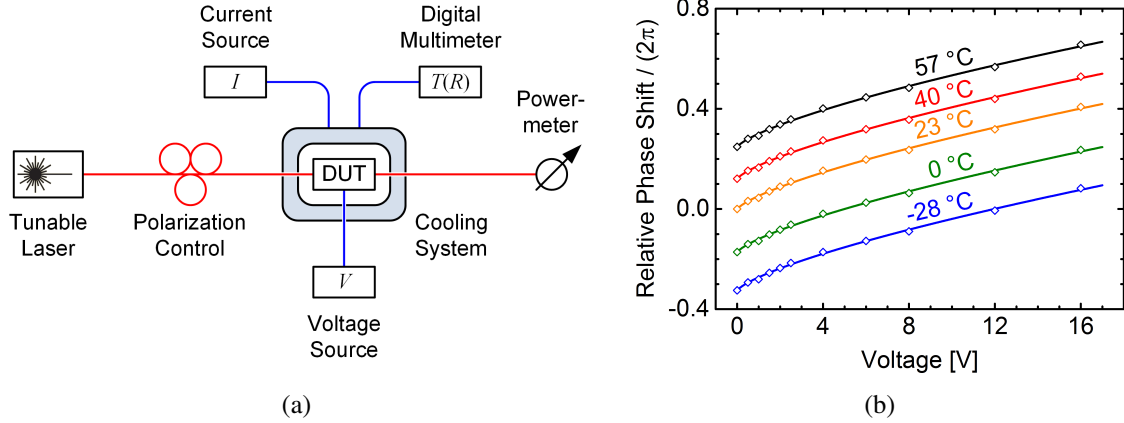 Current
Source
Digital
Multimeter
I
T(R)
Power-
meter
DUT
Tunable
Laser
Polarization
Control
Cooling
System
V
Voltage
Source
(a)
Relative Phase Shift / (2π)
0.8
0.4
0.0
-0.4
57 °C
40 °C
23 °C
0 °C
-28 °C
0 4 8 12 16
Voltage [V]
(b)